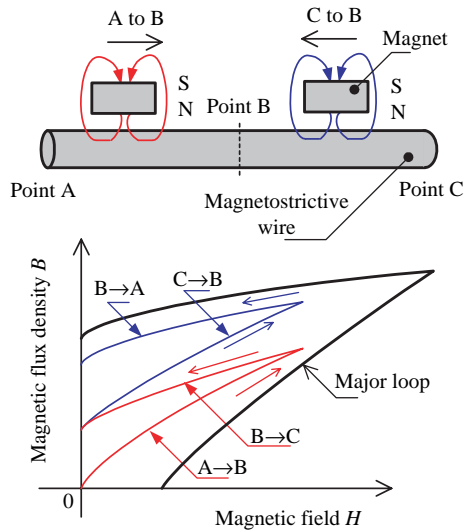 A to B
C to B
Magnet
S
N
S
N
Point B
Point A
Point C
Magnetostrictive
wire
Magnetic flux density B
B→A
C→B
Major loop
B→C
A→B
0
Magnetic field H